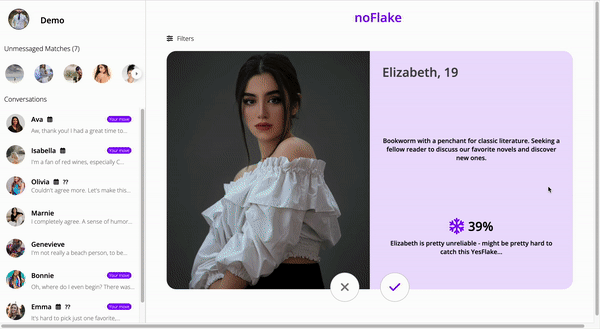 Demo
Unmessaged Matches (7)
Conversations
Ava
Your move
Aw, thank you! I had a great time to...
Isabella
Your move
I'm a fan of red wines, especially C...
Olivia ??
Couldn't agree more. Let's make this...
Marnie
I completely agree. A sense of humor...
Genevieve
I'm not really a beach person, to be...
Bonnie
Your move
Oh, where do I even begin? There was...
Emma ??
Your move
It's hard to pick just one favorite,...
noFlake
Filters
Elizabeth, 19
Bookworm with a penchant for classic literature. Seeking a
fellow reader to discuss our favorite novels and discover
new ones.
39%
Elizabeth is pretty unreliable - might be pretty hard to
catch this YesFlake...